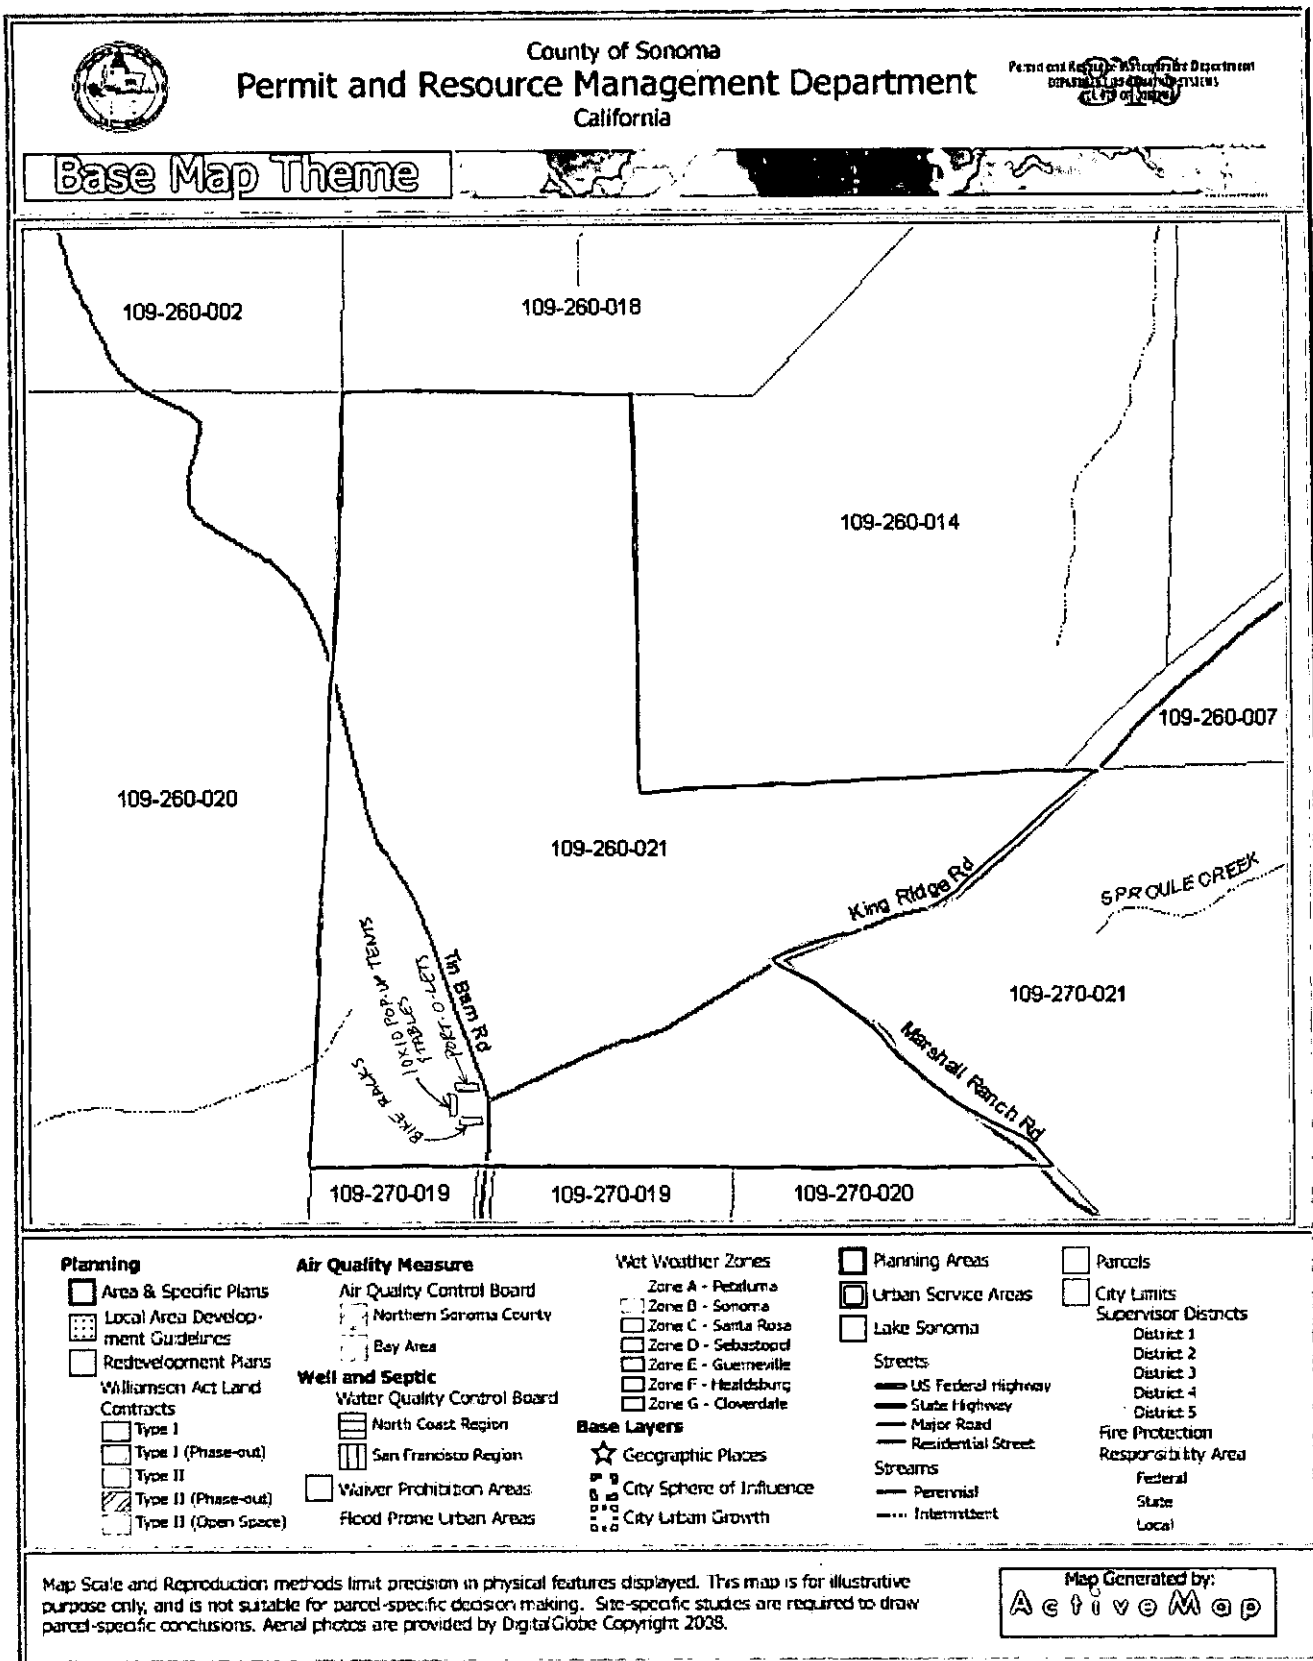 County of Sonoma
Permit and Resource Management Department
California
Base Map Theme
109-260-002
109-260-018
109-260-014
109-260-007
109-260-020
109-260-021
King Ridge Rd
SPROULE CREEK
109-270-021
Tin Barn Rd
Marshall Ranch Rd
PORT-O-LETS
10X10 POP-UP TENTS
& TABLES
BIKE RACKS
109-270-019
109-270-019
109-270-020
Planning
Area & Specific Plans
Local Area Develop-
ment Guidelines
Redevelopment Plans
Williamson Act Land
Contracts
Type I
Type I (Phase-out)
Type II
Type II (Phase-out)
Type II (Open Space)
Air Quality Measure
Air Quality Control Board
Northern Sonoma County
Bay Area
Well and Septic
Water Quality Control Board
North Coast Region
San Francisco Region
Waiver Prohibition Areas
Flood Prone Urban Areas
Wet Weather Zones
Zone A - Petaluma
Zone B - Sonoma
Zone C - Santa Rosa
Zone D - Sebastopol
Zone E - Guerneville
Zone F - Healdsburg
Zone G - Cloverdale
Base Layers
Geographic Places
City Sphere of Influence
City Urban Growth
Planning Areas
Urban Service Areas
Lake Sonoma
Streets
US Federal Highway
State Highway
Major Road
Residential Street
Streams
Perennial
Intermittent
Parcels
City Limits
Supervisor Districts
District 1
District 2
District 3
District 4
District 5
Fire Protection
Responsibility Area
Federal
State
Local
Map Scale and Reproduction methods limit precision in physical features displayed. This map is for illustrative
purpose only, and is not suitable for parcel-specific decision making. Site-specific studies are required to draw
parcel-specific conclusions. Aerial photos are provided by DigitalGlobe Copyright 2008.
Map Generated by:
ActiveMap